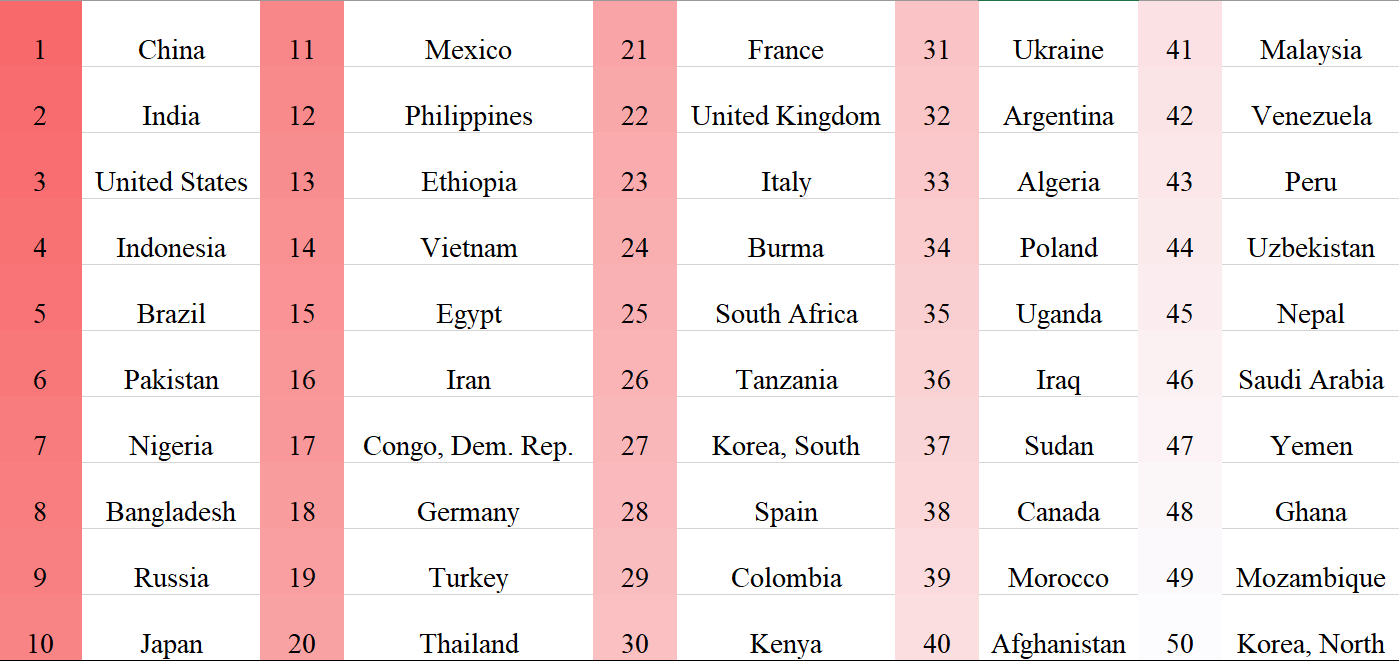 1 China 11 Mexico 21 France 31 Ukraine 41 Malaysia
2 India 12 Philippines 22 United Kingdom 32 Argentina 42 Venezuela
3 United States 13 Ethiopia 23 Italy 33 Algeria 43 Peru
4 Indonesia 14 Vietnam 24 Burma 34 Poland 44 Uzbekistan
5 Brazil 15 Egypt 25 South Africa 35 Uganda 45 Nepal
6 Pakistan 16 Iran 26 Tanzania 36 Iraq 46 Saudi Arabia
7 Nigeria 17 Congo, Dem. Rep. 27 Korea, South 37 Sudan 47 Yemen
8 Bangladesh 18 Germany 28 Spain 38 Canada 48 Ghana
9 Russia 19 Turkey 29 Colombia 39 Morocco 49 Mozambique
10 Japan 20 Thailand 30 Kenya 40 Afghanistan 50 Korea, North